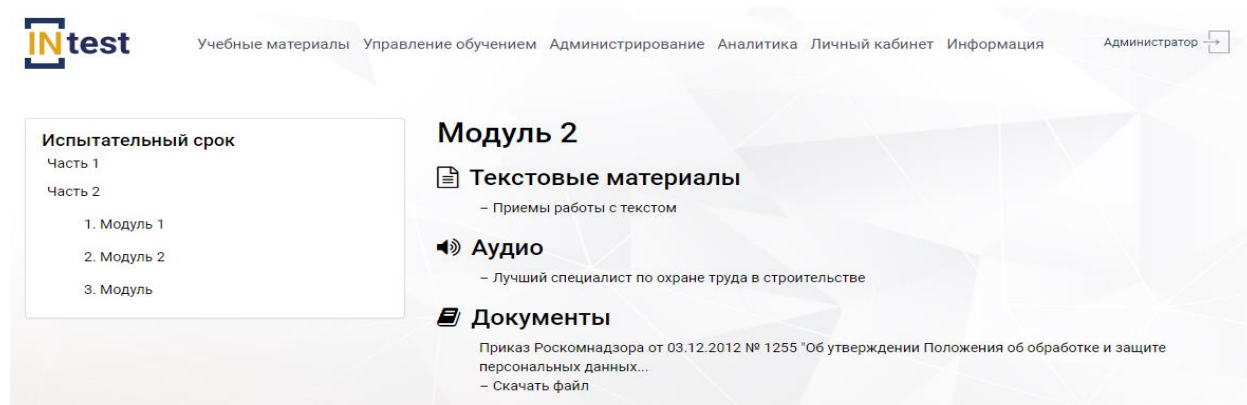 INtest
Учебные материалы Управление обучением Администрирование Аналитика Личный кабинет Информация Администратор
Испытательный срок
Часть 1
Часть 2
1. Модуль 1
2. Модуль 2
3. Модуль
Модуль 2
Текстовые материалы
– Приемы работы с текстом
Аудио
– Лучший специалист по охране труда в строительстве
Документы
Приказ Роскомнадзора от 03.12.2012 № 1255 "Об утверждении Положения об обработке и защите
персональных данных...
– Скачать файл